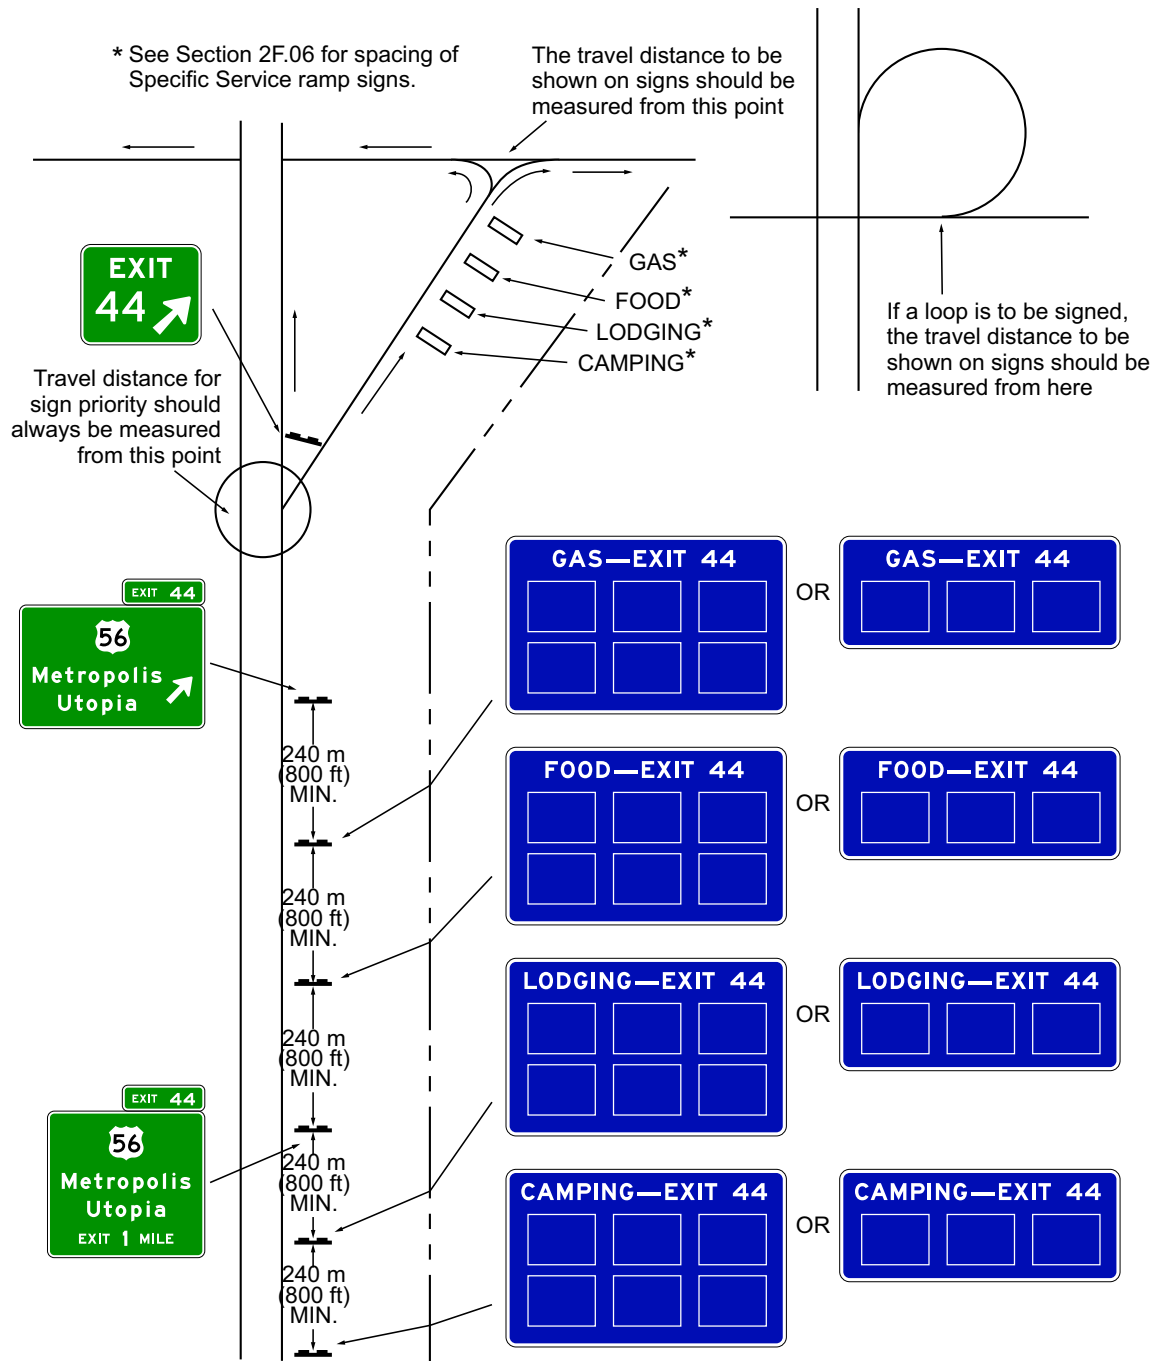 * See Section 2F.06 for spacing of
Specific Service ramp signs.
The travel distance to be
shown on signs should be
measured from this point
EXIT
44
GAS*
FOOD*
LODGING*
CAMPING*
If a loop is to be signed,
the travel distance to be
shown on signs should be
measured from here
Travel distance for
sign priority should
always be measured
from this point
EXIT 44
56
Metropolis
Utopia
240 m
(800 ft)
MIN.
240 m
(800 ft)
MIN.
240 m
(800 ft)
MIN.
240 m
(800 ft)
MIN.
240 m
(800 ft)
MIN.
EXIT 44
56
Metropolis
Utopia
EXIT 1 MILE
GAS—EXIT 44
OR
GAS—EXIT 44
FOOD—EXIT 44
OR
FOOD—EXIT 44
LODGING—EXIT 44
OR
LODGING—EXIT 44
CAMPING—EXIT 44
OR
CAMPING—EXIT 44